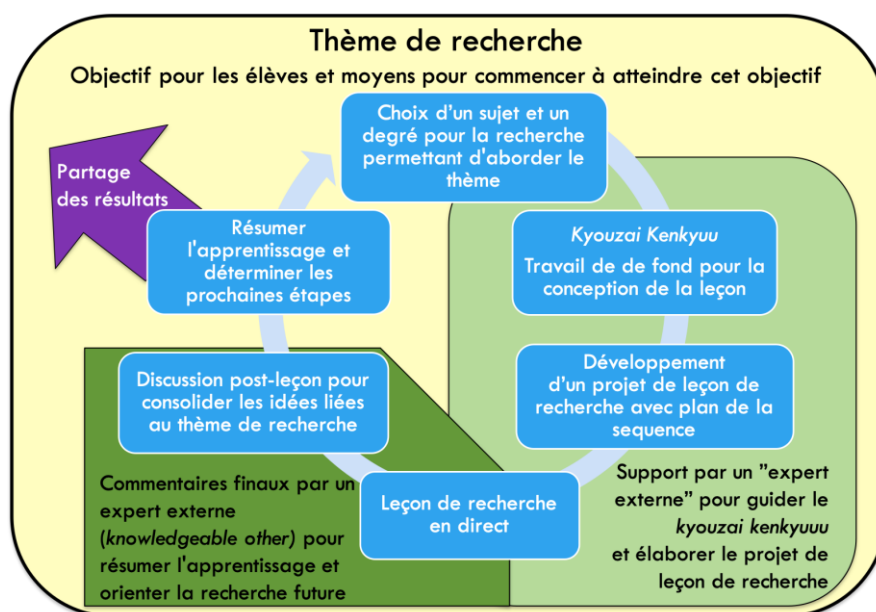 Thème de recherche
Objectif pour les élèves et moyens pour commencer à atteindre cet objectif
Choix d'un sujet et un
degré pour la recherche
permettant d'aborder le
thème
Kyouzai Kenkyuu
Travail de de fond pour la
conception de la leçon
Développement
d'un projet de leçon de
recherche avec plan de la
sequence
Support par un "expert
externe" pour guider le
kyouzai kenkyuuu
et élaborer le projet de
leçon de recherche
Leçon de recherche
en direct
Discussion post-leçon pour
consolider les idées liées
au thème de recherche
Commentaires finaux par un
expert externe
(knowledgeable other) pour
résumer l'apprentissage et
orienter la recherche future
Résumer
l'apprentissage et
déterminer les
prochaines étapes
Partage
des résultats